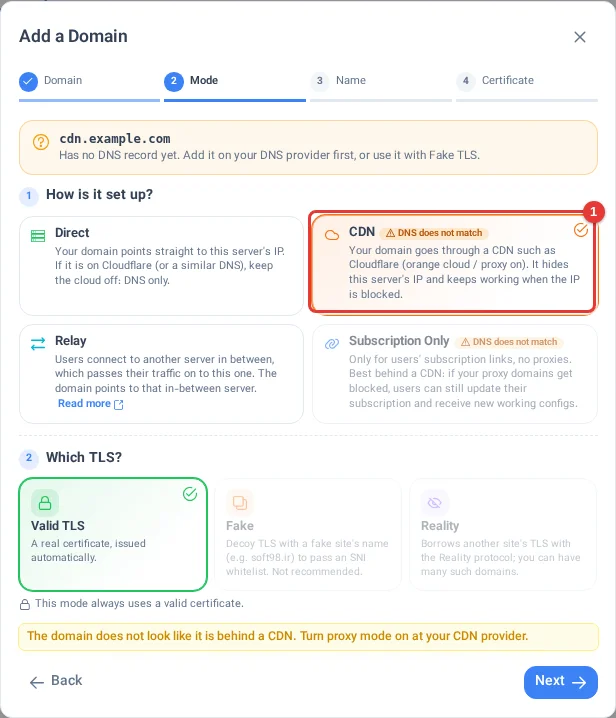 Add a Domain
Domain
2 Mode
3 Name
4 Certificate
cdn.example.com
Has no DNS record yet. Add it on your DNS provider first, or use it with Fake TLS.
1 How is it set up?
1
Direct
Your domain points straight to this server's IP.
If it is on Cloudflare (or a similar DNS), keep
the cloud off: DNS only.
CDN DNS does not match
Your domain goes through a CDN such as
Cloudflare (orange cloud / proxy on). It hides
this server's IP and keeps working when the IP
is blocked.
Relay
Users connect to another server in between,
which passes their traffic on to this one. The
domain points to that in-between server.
Read more
Subscription Only DNS does not match
Only for users' subscription links, no proxies.
Best behind a CDN: if your proxy domains get
blocked, users can still update their
subscription and receive new working configs.
2 Which TLS?
Valid TLS
A real certificate, issued
automatically.
Fake
Decoy TLS with a fake site's name
(e.g. soft98.ir) to pass an SNI
whitelist. Not recommended.
Reality
Borrows another site's TLS with
the Reality protocol; you can have
many such domains.
This mode always uses a valid certificate.
The domain does not look like it is behind a CDN. Turn proxy mode on at your CDN provider.
Back
Next